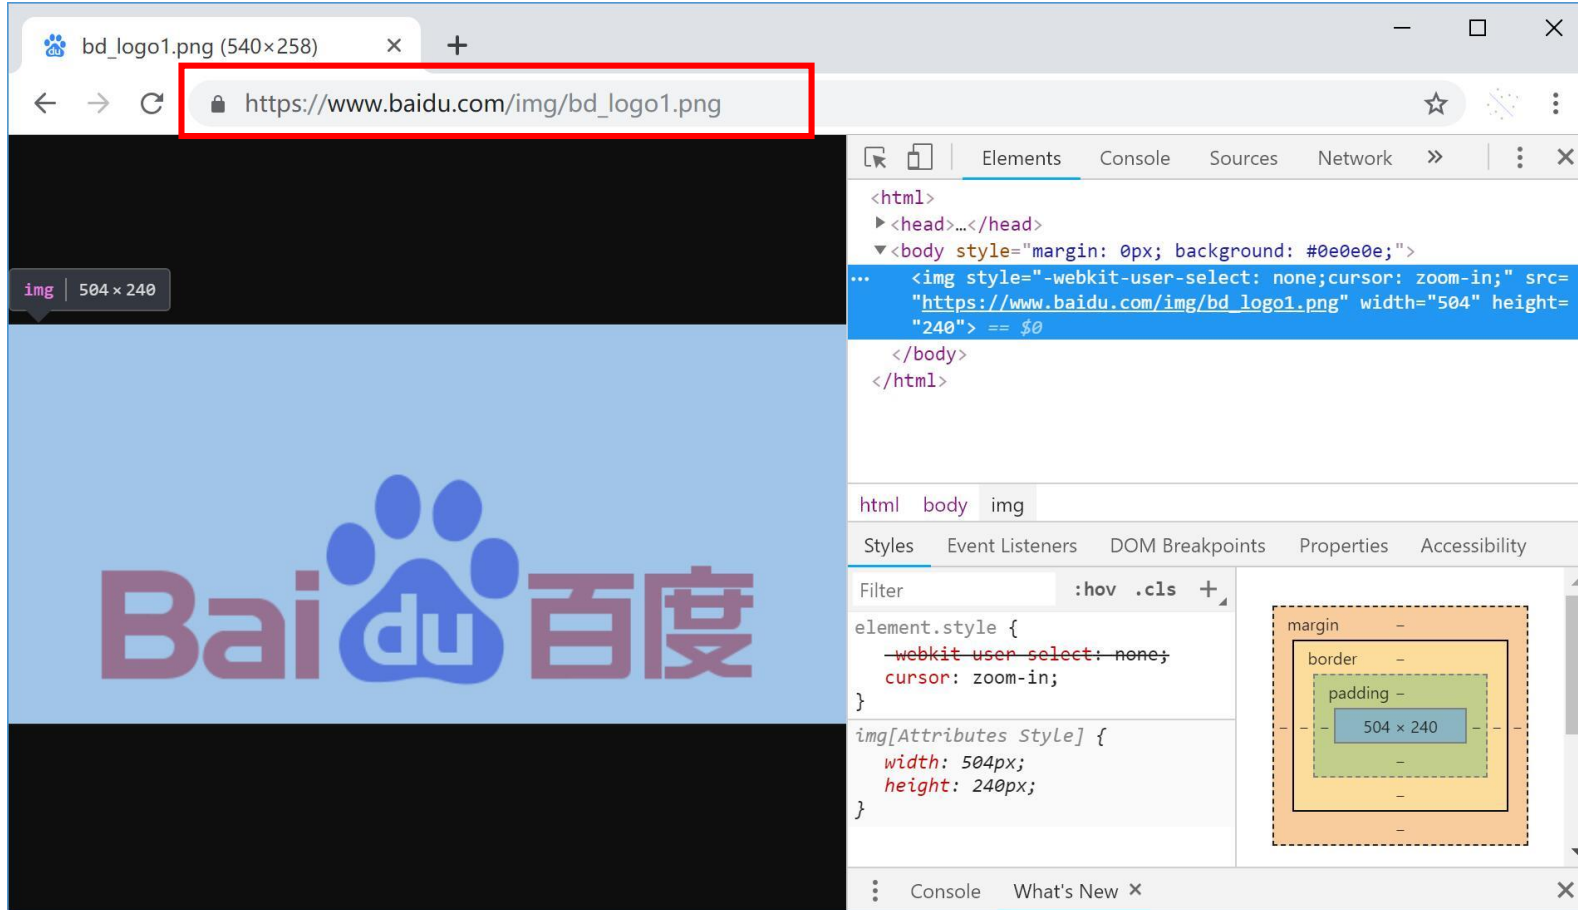 bd_logo1.png (540×258)
https://www.baidu.com/img/bd_logo1.png
Elements Console Sources Network »
<html>
<head>…</head>
<body style="margin: 0px; background: #0e0e0e;">
<img style="-webkit-user-select: none;cursor: zoom-in;" src=
"https://www.baidu.com/img/bd_logo1.png" width="504" height=
"240"> == $0
</body>
</html>
img 504 × 240
Bai du 百度
html body img
Styles Event Listeners DOM Breakpoints Properties Accessibility
Filter :hov .cls +
element.style {
-webkit-user-select: none;
cursor: zoom-in;
}
img[Attributes Style] {
width: 504px;
height: 240px;
}
margin –
border –
padding –
– – – 504 × 240 – – –
–
–
–
Console What's New ×